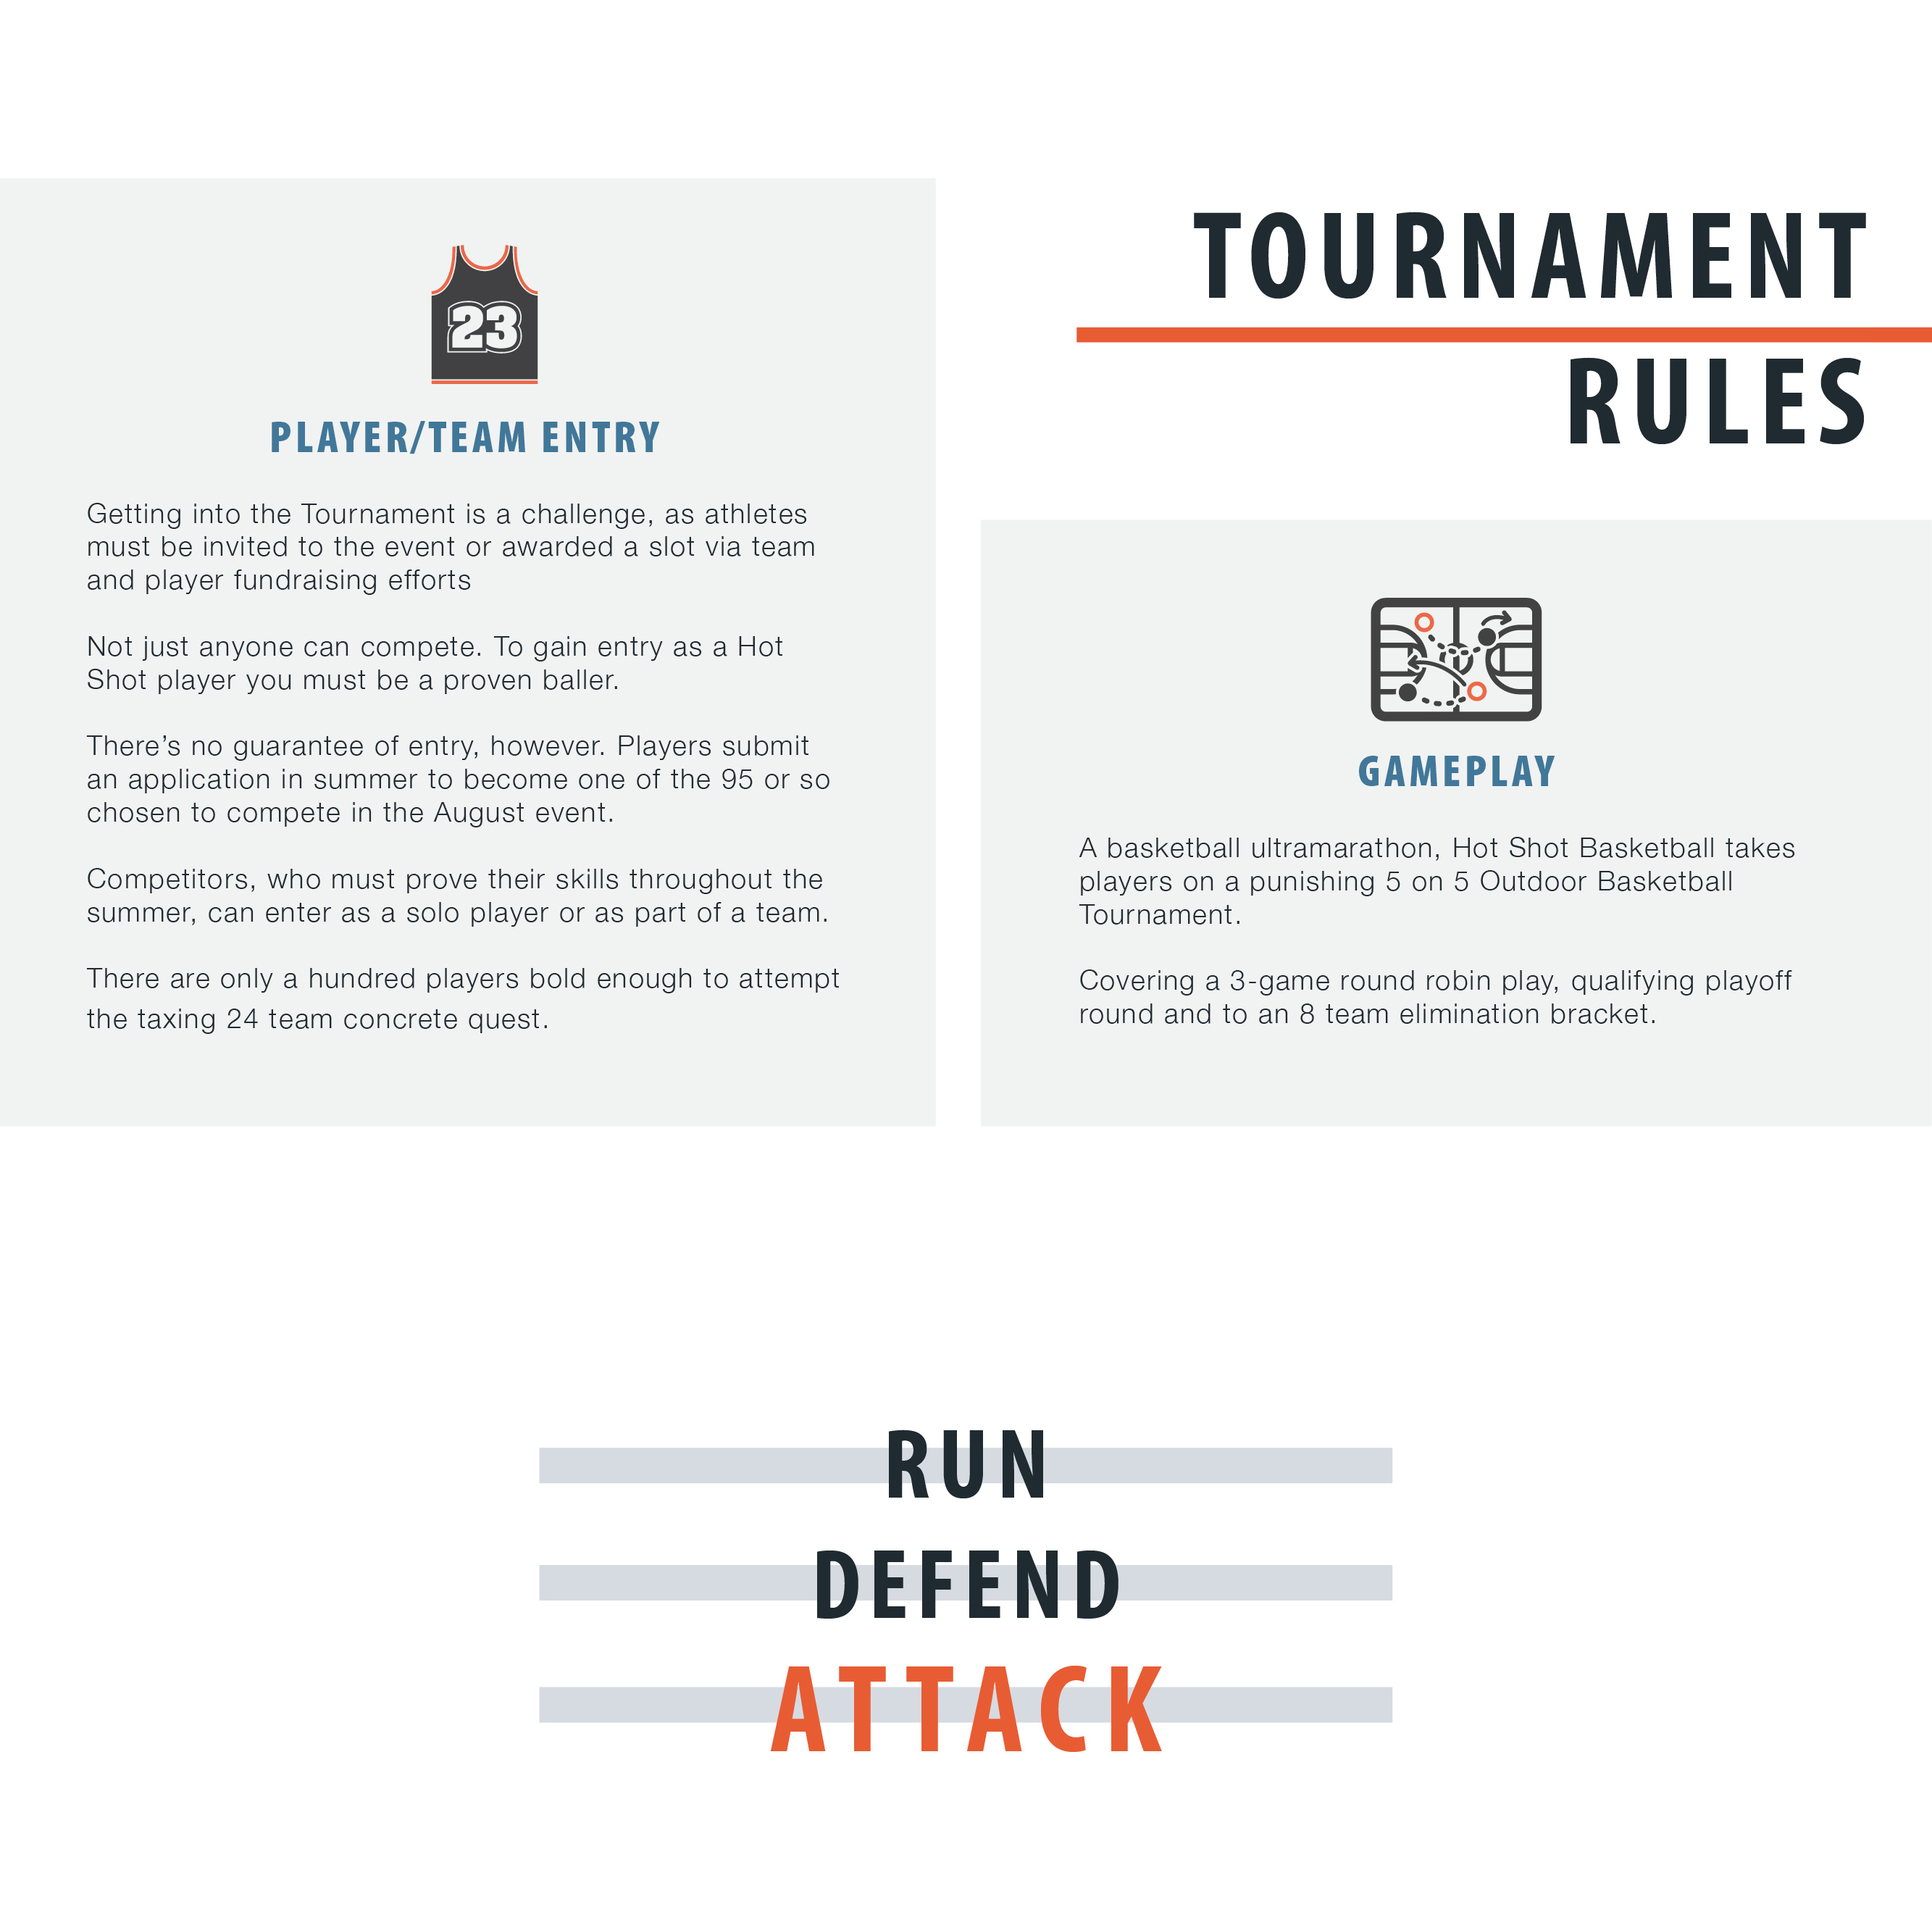 TOURNAMENT
RULES
23
PLAYER/TEAM ENTRY
Getting into the Tournament is a challenge, as athletes
must be invited to the event or awarded a slot via team
and player fundraising efforts
Not just anyone can compete. To gain entry as a Hot
Shot player you must be a proven baller.
There’s no guarantee of entry, however. Players submit
an application in summer to become one of the 95 or so
chosen to compete in the August event.
Competitors, who must prove their skills throughout the
summer, can enter as a solo player or as part of a team.
There are only a hundred players bold enough to attempt
the taxing 24 team concrete quest.
GAMEPLAY
A basketball ultramarathon, Hot Shot Basketball takes
players on a punishing 5 on 5 Outdoor Basketball
Tournament.
Covering a 3-game round robin play, qualifying playoff
round and to an 8 team elimination bracket.
RUN
DEFEND
ATTACK